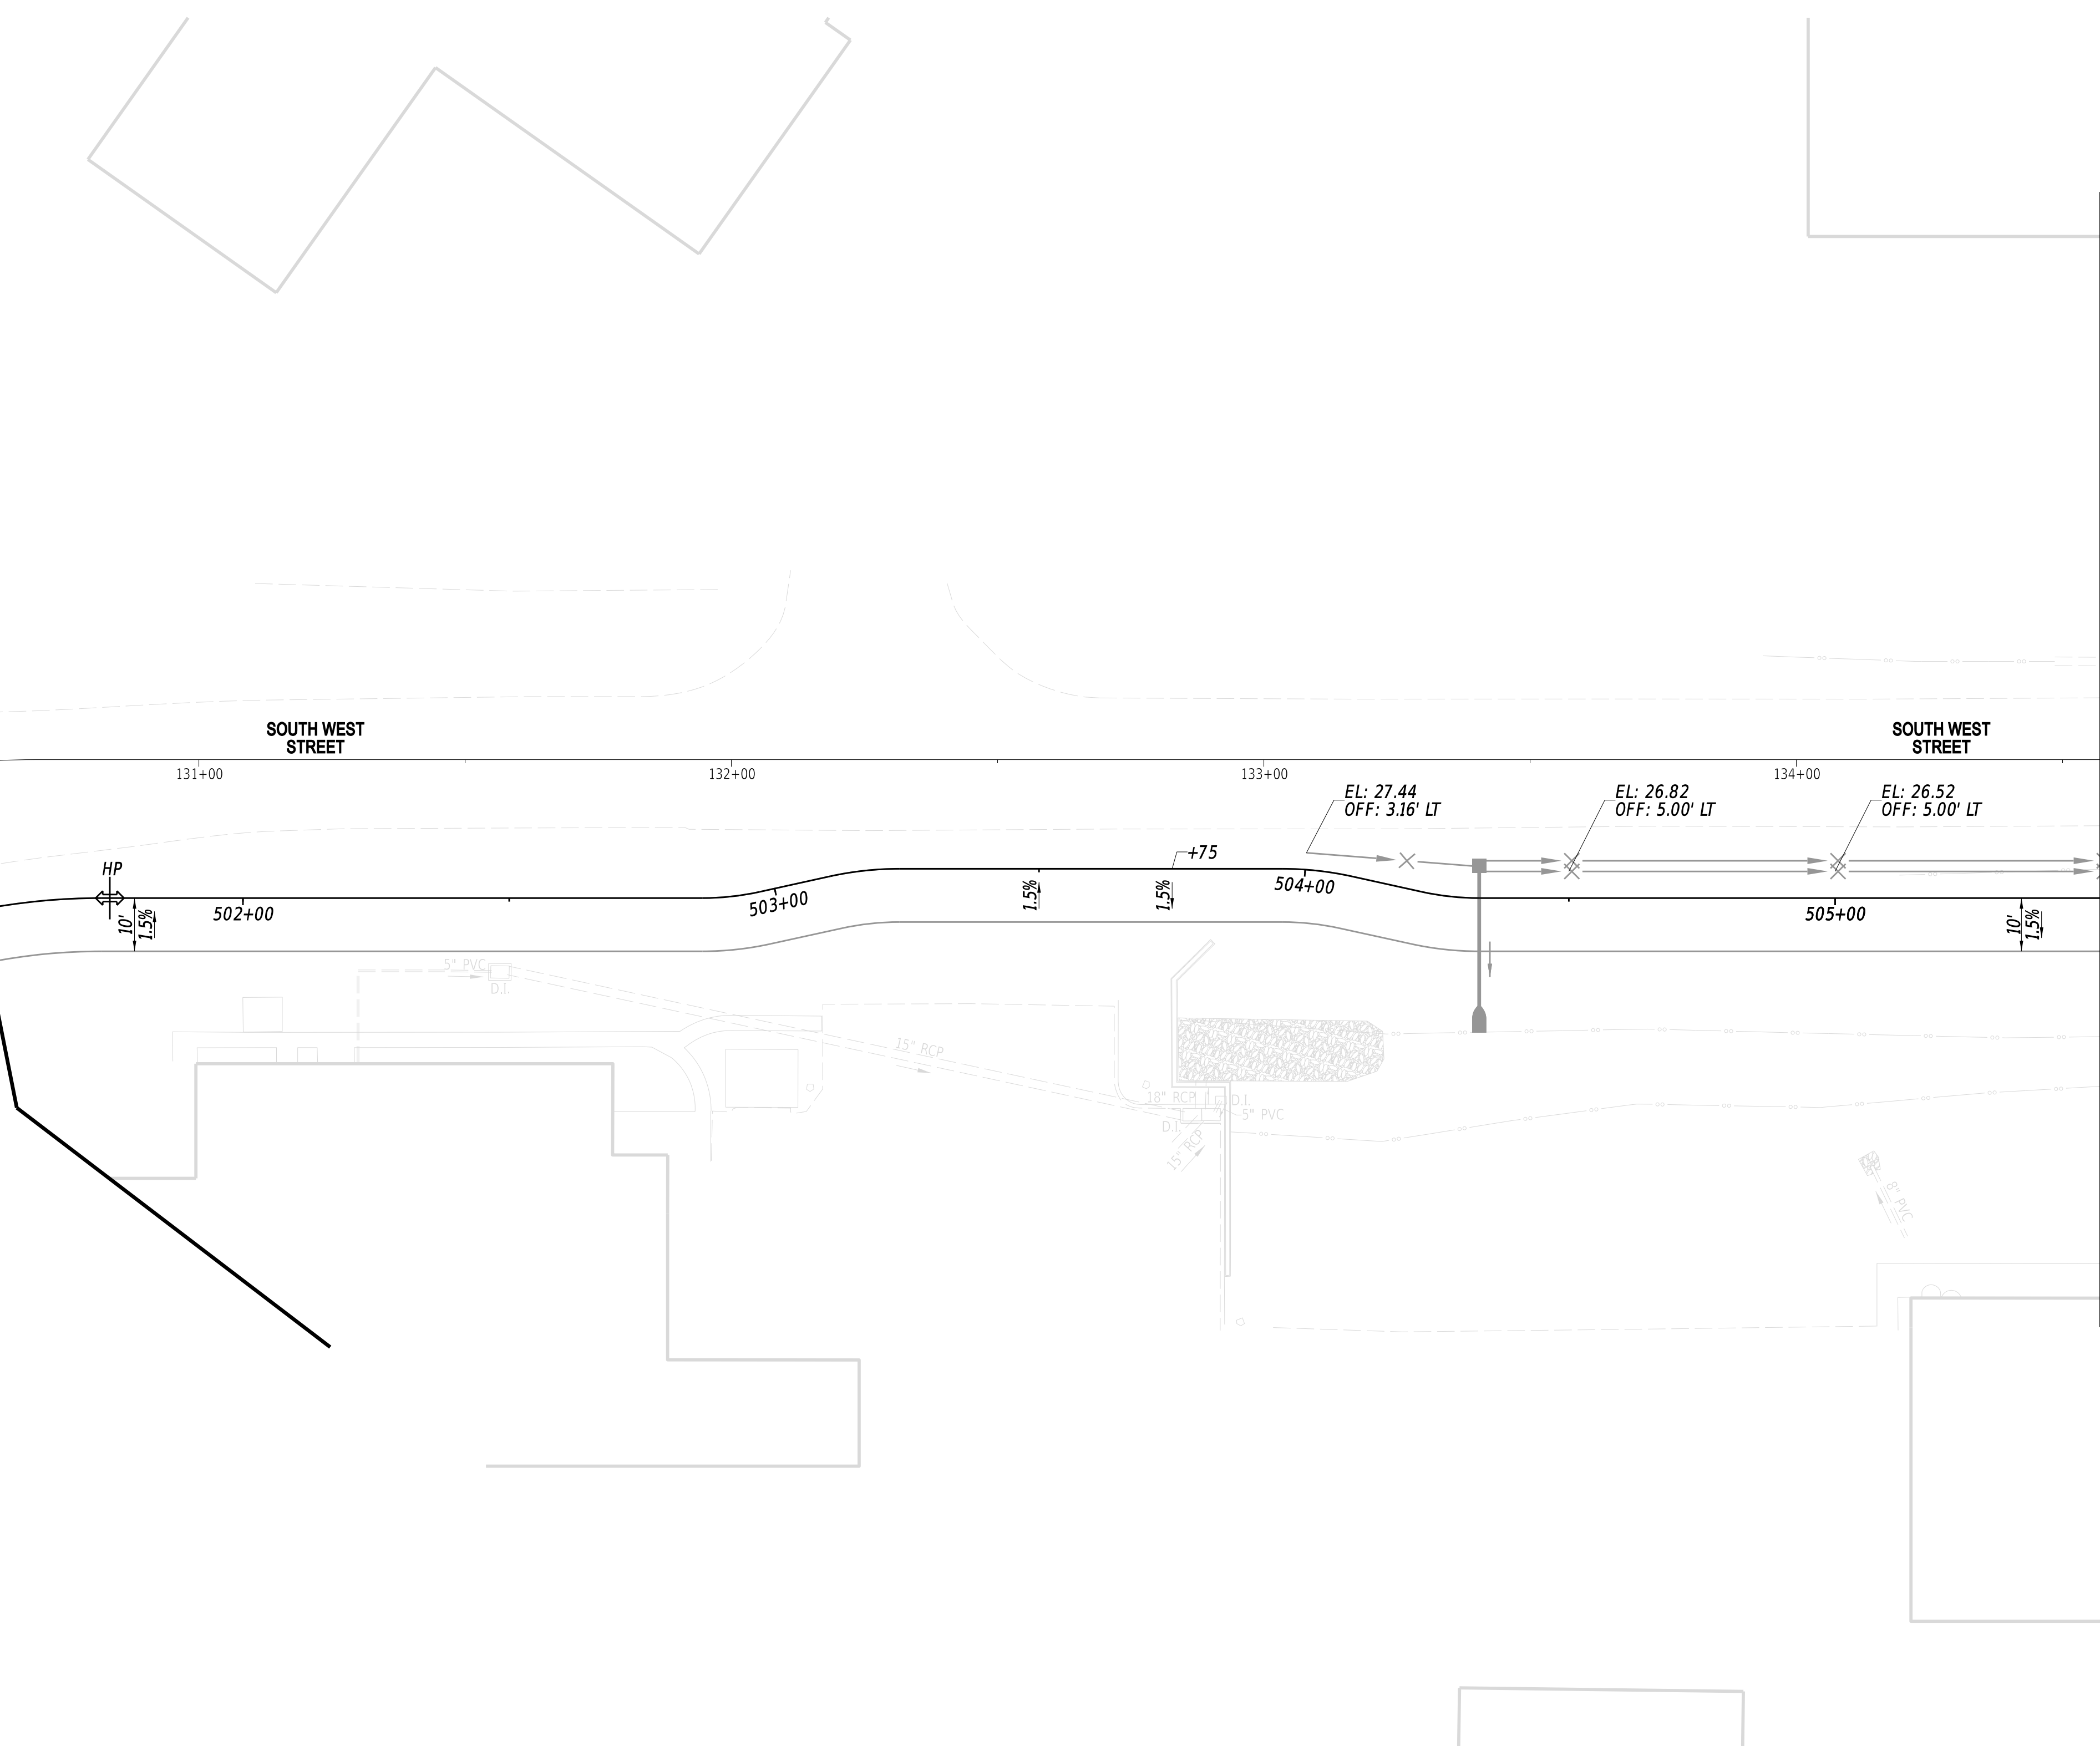 SOUTH WEST
STREET
SOUTH WEST
STREET
131+00
132+00
133+00
134+00
EL: 27.44
OFF: 3.16' LT
EL: 26.82
OFF: 5.00' LT
EL: 26.52
OFF: 5.00' LT
HP
+75
10'
1.5%
502+00
503+00
1.5%
1.5%
504+00
505+00
10'
1.5%
5" PVC
D.I.
15" RCP
18" RCP
D.I.
5" PVC
D.I.
15" RCP
8" PVC